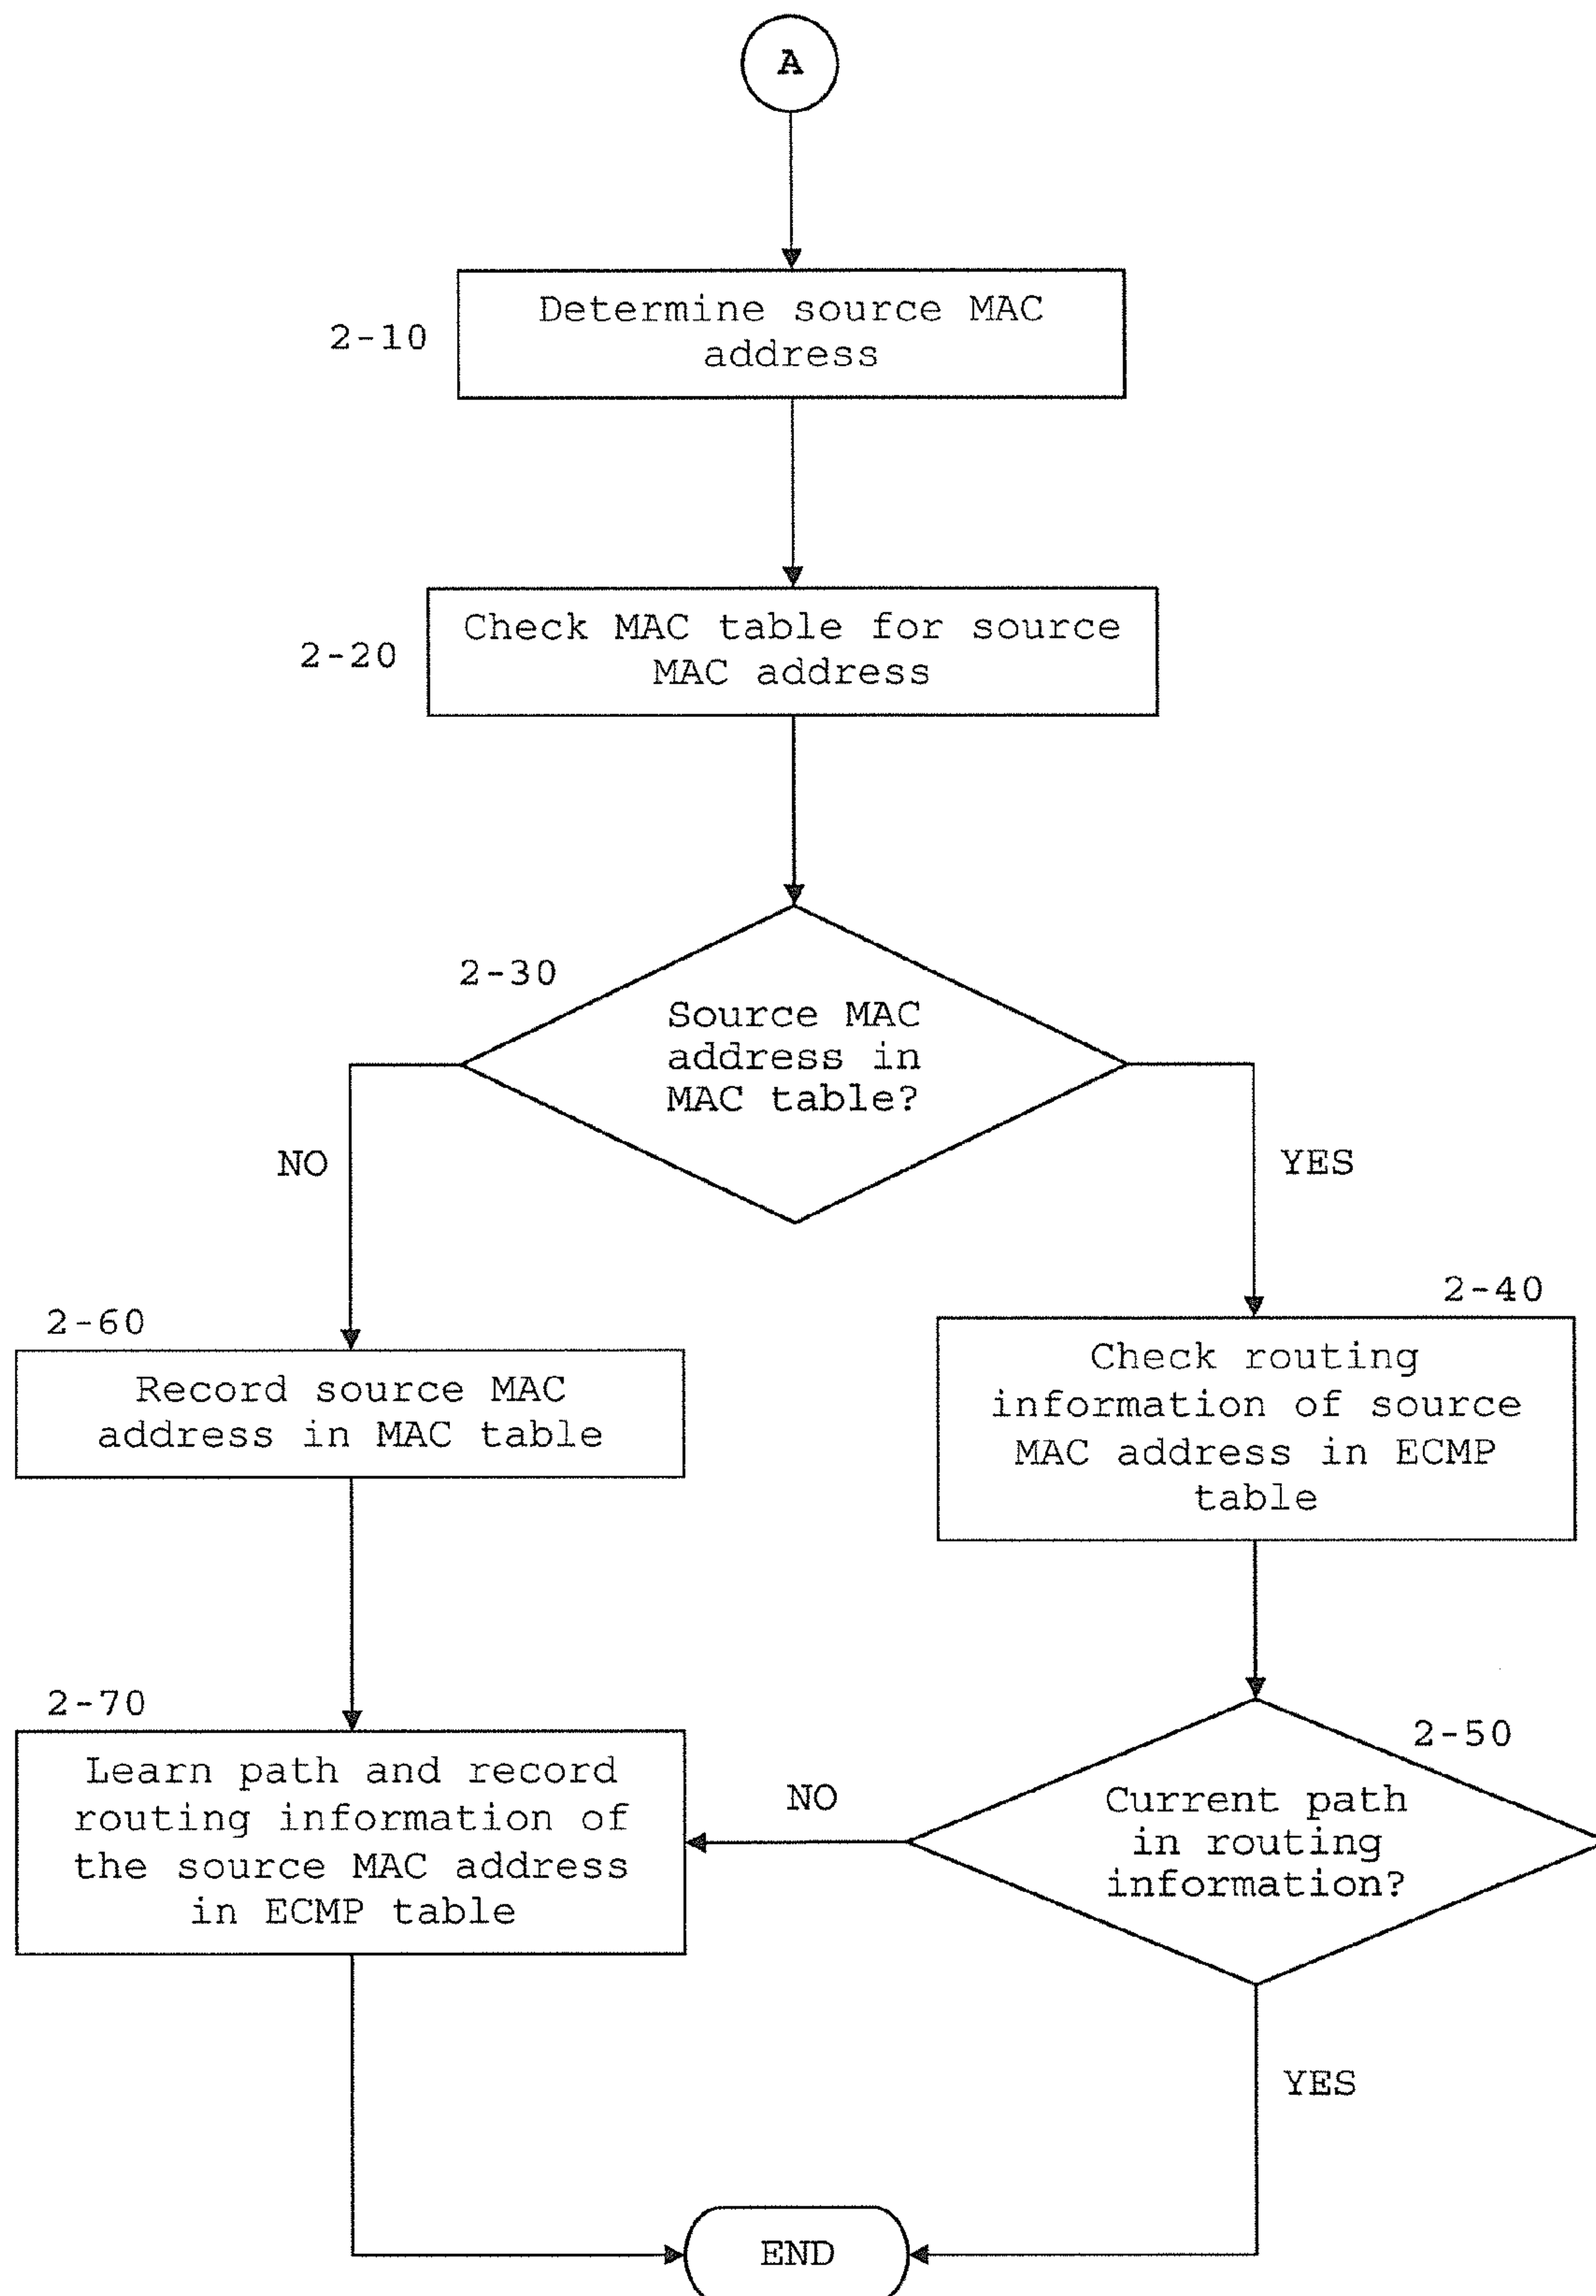 A
2-10
Determine source MAC
address
2-20
Check MAC table for source
MAC address
2-30
Source MAC
address in
MAC table?
NO
YES
2-60
Record source MAC
address in MAC table
2-40
Check routing
information of source
MAC address in ECMP
table
2-70
Learn path and record
routing information of
the source MAC address
in ECMP table
NO
2-50
Current path
in routing
information?
YES
END